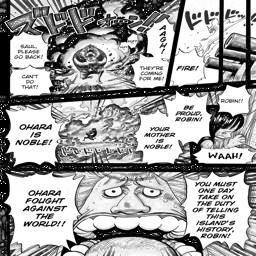 AAGH!
FIRE!
SAUL,
PLEASE
GO BACK!
THEY'RE
COMING
FOR ME!
CAN'T
DO
THAT!
ROBIN!!
BE
PROUD,
ROBIN!
YOUR
MOTHER
IS
NOBLE!
OHARA
IS
NOBLE!
WAAH!
YOU MUST
ONE DAY
TAKE ON
THE DUTY
OF TELLING
THIS
ISLAND'S
HISTORY,
ROBIN!
OHARA
FOUGHT
AGAINST
THE
WORLD!!